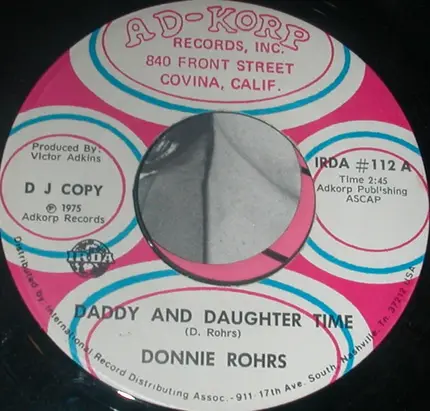 AD-KORP
RECORDS, INC.
840 FRONT STREET
COVINA, CALIF.
Produced By:
Victor Adkins
D J COPY
℗ 1975
Adkorp Records
IRDA #112 A
Time 2:45
Adkorp Publishing
ASCAP
IRDA
DADDY AND DAUGHTER TIME
(D. Rohrs)
DONNIE ROHRS
Distributed by International Record Distributing Assoc. - 911-17th Ave. South, Nashville, Tn. 37212 USA